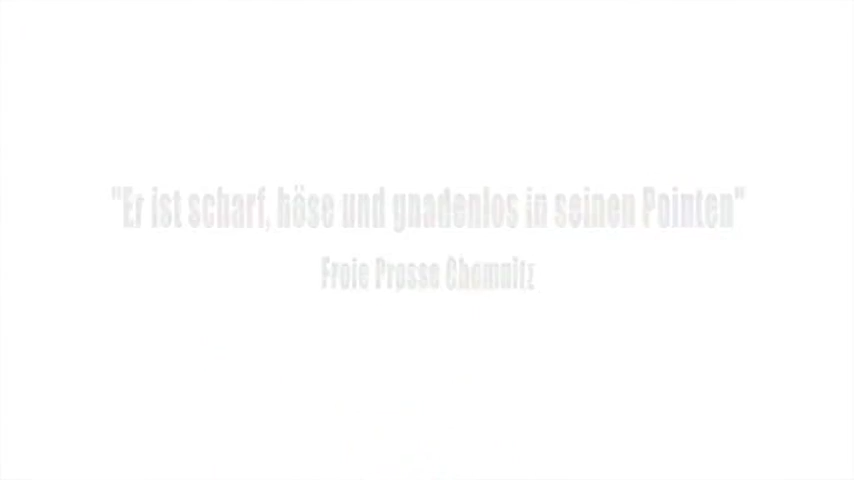 "Er ist scharf, böse und gnadenlos in seinen Pointen"
Freie Presse Chemnitz